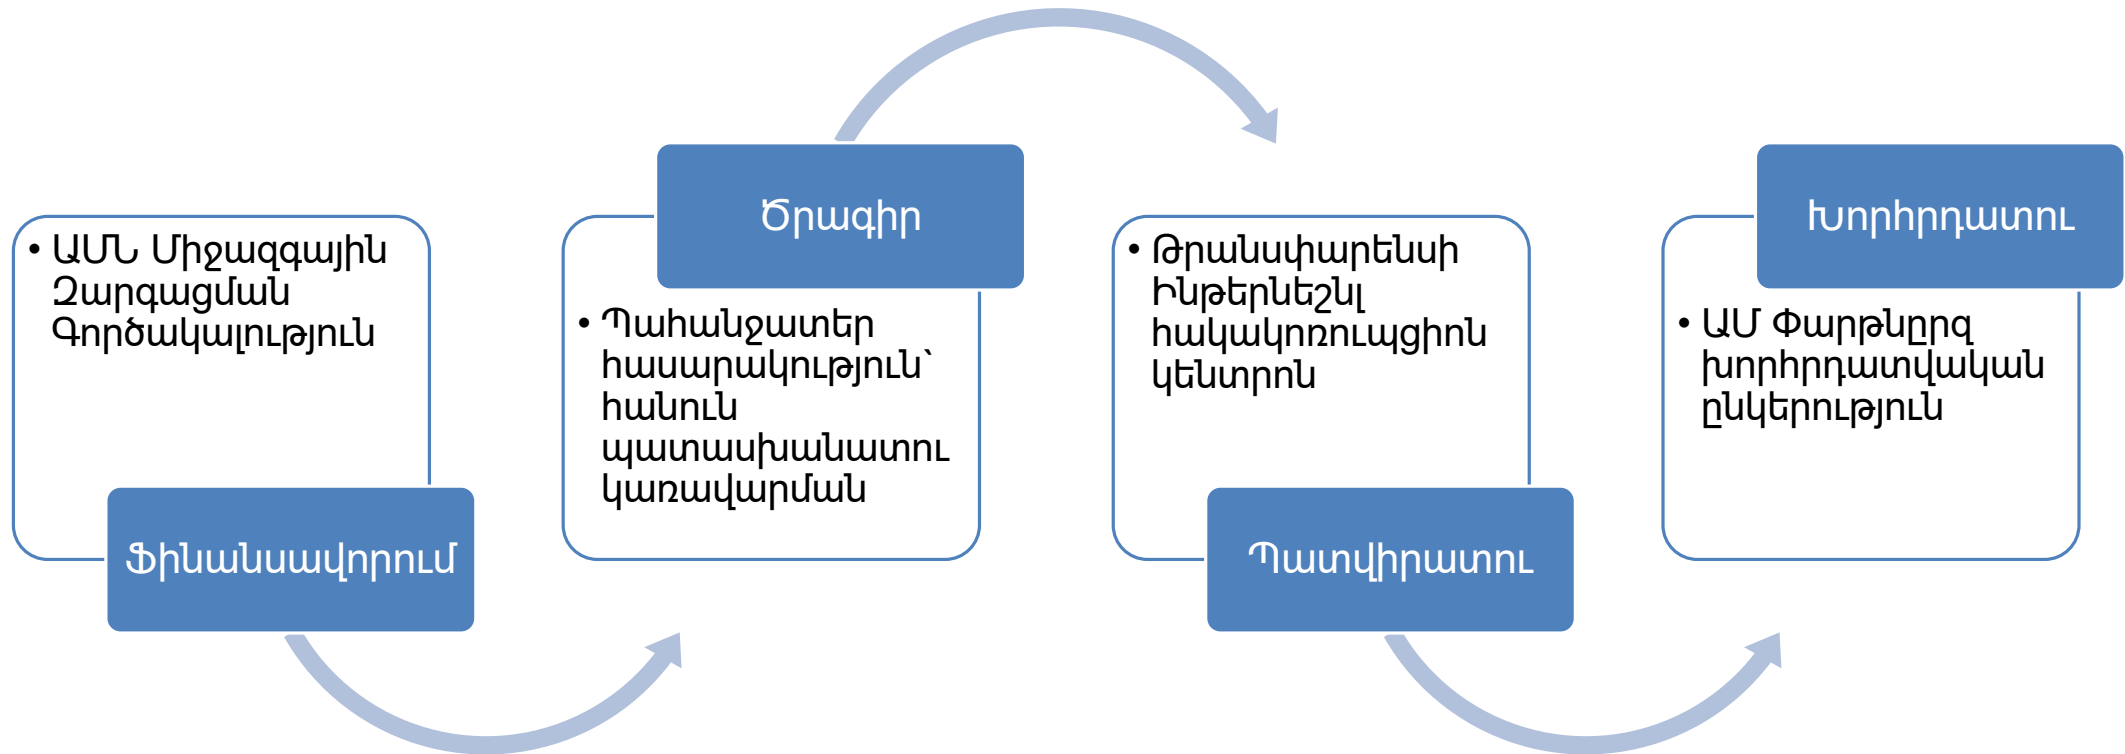 • ԱՄՆ Միջազգային
Զարգացման
Գործակալություն
Ֆինանսավորում
Ծրագիր
• Պահանջատեր
հասարակություն՝
հանուն
պատասխանատու
կառավարման
• Թրանսփարենսի
Ինթերնեշնլ
հակակոռուպցիոն
կենտրոն
Պատվիրատու
Խորհրդատու
• ԱՄ Փարթնըրզ
խորհրդատվական
ընկերություն